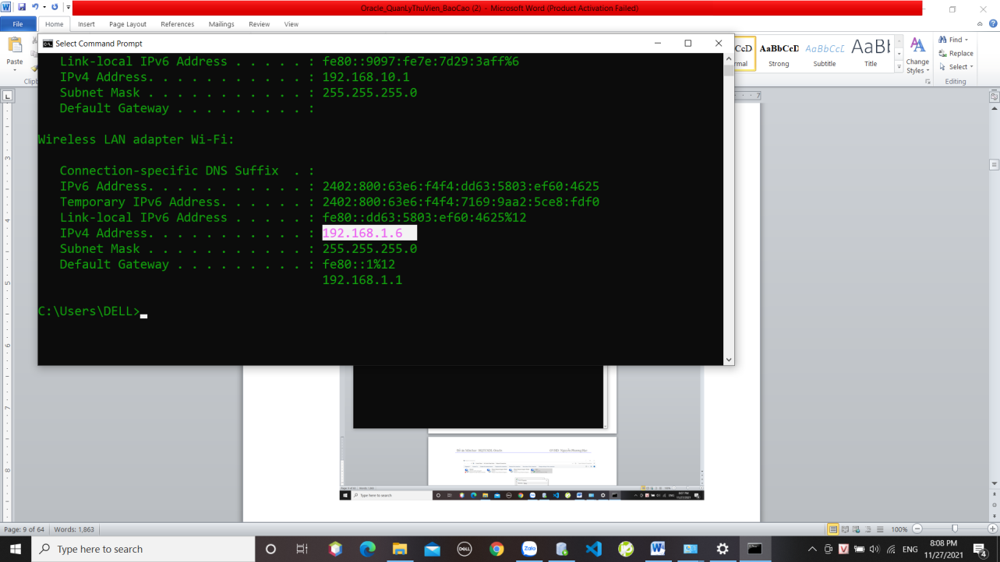 Oracle_QuanLyThuVien_BaoCao (2) - Microsoft Word (Product Activation Failed)
File Home Insert Page Layout References Mailings Review View
Select Command Prompt
Paste
Strong
Subtitle
Title
Change
Styles
Find
Replace
Select
Editing
Link-local IPv6 Address . . . . . : fe80::9097:fe7e:7d29:3aff%6
IPv4 Address. . . . . . . . . . . : 192.168.10.1
Subnet Mask . . . . . . . . . . . : 255.255.255.0
Default Gateway . . . . . . . . . :
Wireless LAN adapter Wi-Fi:
Connection-specific DNS Suffix . :
IPv6 Address. . . . . . . . . . . : 2402:800:63e6:f4f4:dd63:5803:ef60:4625
Temporary IPv6 Address. . . . . . : 2402:800:63e6:f4f4:7169:9aa2:5ce8:fdf0
Link-local IPv6 Address . . . . . : fe80::dd63:5803:ef60:4625%12
IPv4 Address. . . . . . . . . . . : 192.168.1.6
Subnet Mask . . . . . . . . . . . : 255.255.255.0
Default Gateway . . . . . . . . . : fe80::1%12
192.168.1.1
C:\Users\DELL>
Type here to search
Page: 9 of 64 Words: 1,863
100%
Type here to search
ENG
8:08 PM
11/27/2021